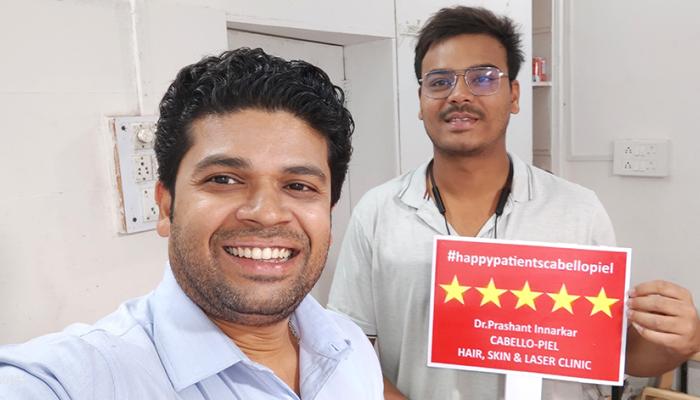 #happypatientscabellopiel
Dr.Prashant Innarkar
CABELLO-PIEL
HAIR, SKIN & LASER CLINIC